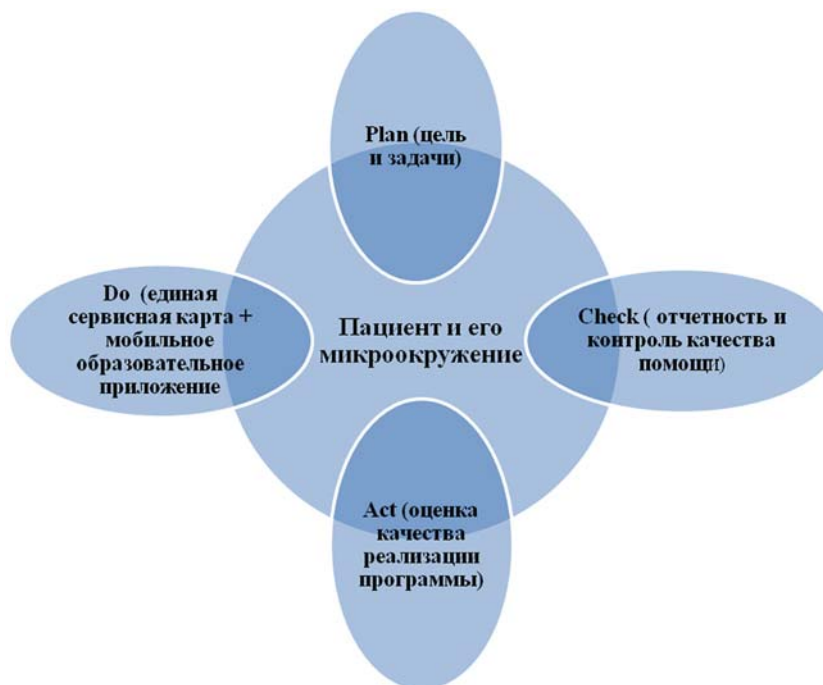 Plan (цель
и задачи)
Do (единая
сервисная карта +
мобильное
образовательное
приложение
Пациент и его
микроокружение
Check ( отчетность и
контроль качества
помощи)
Act (оценка
качества
реализации
программы)